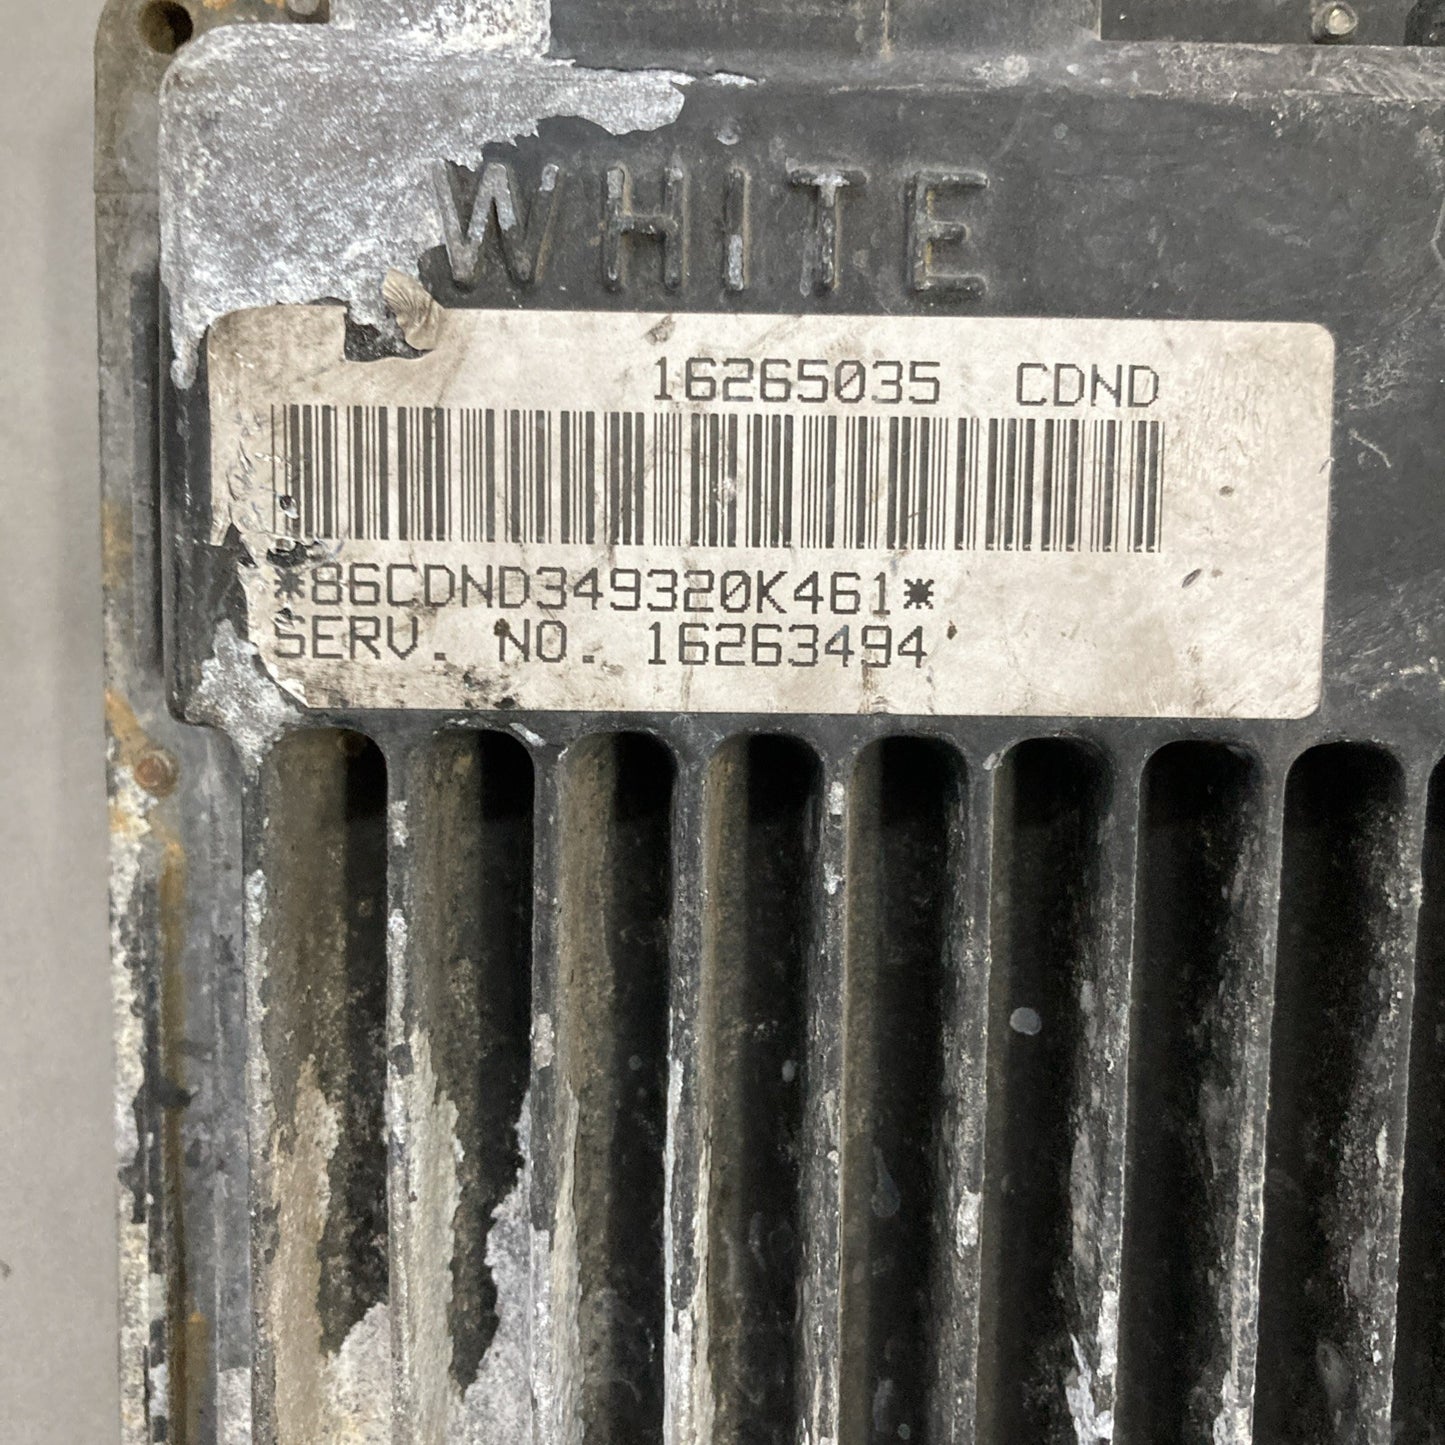 WHITE
16265035 CDND
*86CDND349320K461*
SERV. NO. 16263494